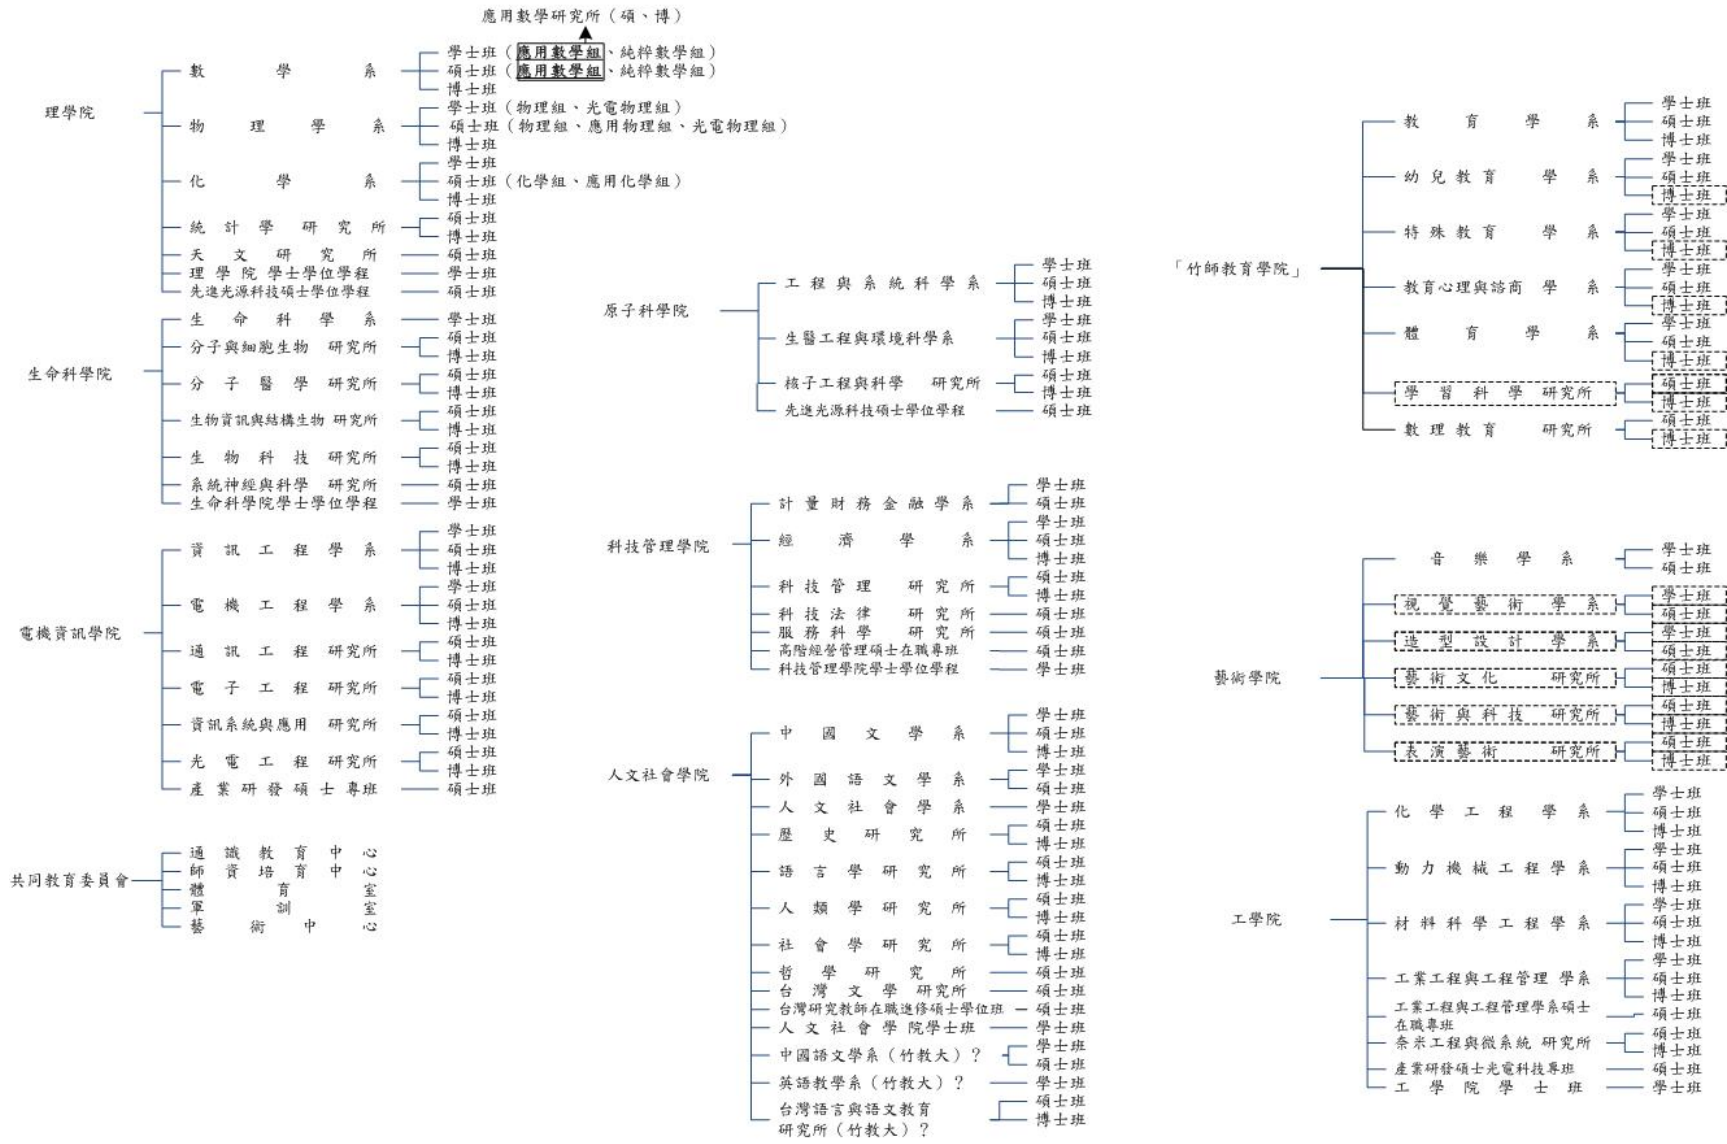 應用數學研究所（碩、博）
理學院
數學系
學士班（應用數學組、純粹數學組）
碩士班（應用數學組、純粹數學組）
博士班
物理學系
學士班（物理組、光電物理組）
碩士班（物理組、應用物理組、光電物理組）
博士班
化學系
學士班
碩士班（化學組、應用化學組）
博士班
統計學研究所
碩士班
博士班
天文研究所
碩士班
理學院學士學位學程
學士班
先進光源科技碩士學位學程
碩士班
生命科學院
生命科學系
學士班
分子與細胞生物 研究所
碩士班
博士班
分子醫學研究所
碩士班
博士班
生物資訊與結構生物 研究所
碩士班
博士班
生物科技研究所
碩士班
博士班
系統神經與科學 研究所
碩士班
生命科學院學士學位學程
學士班
電機資訊學院
資訊工程學系
學士班
碩士班
博士班
電機工程學系
學士班
碩士班
博士班
通訊工程研究所
碩士班
博士班
電子工程研究所
碩士班
博士班
資訊系統與應用 研究所
碩士班
博士班
光電工程研究所
碩士班
博士班
產業研發碩士專班
碩士班
共同教育委員會
通識教育中心
師資培育中心
體育室
軍訓室
藝術中心
原子科學院
工程與系統科學系
學士班
碩士班
博士班
生醫工程與環境科學系
學士班
碩士班
博士班
核子工程與科學 研究所
碩士班
博士班
先進光源科技碩士學位學程
碩士班
科技管理學院
計量財務金融學系
學士班
碩士班
經濟學系
學士班
碩士班
博士班
科技管理 研究所
碩士班
博士班
科技法律 研究所
碩士班
服務科學 研究所
碩士班
高階經營管理碩士在職專班
碩士班
科技管理學院學士學位學程
學士班
人文社會學院
中國文學系
學士班
碩士班
博士班
外國語文學系
學士班
碩士班
人文社會學系
學士班
歷史研究所
碩士班
博士班
語言學研究所
碩士班
博士班
人類學研究所
碩士班
博士班
社會學研究所
碩士班
博士班
哲學研究所
碩士班
台灣文學研究所
碩士班
台灣研究教師在職進修碩士學位班
碩士班
人文社會學院學士班
學士班
中國語文學系（竹教大）？
學士班
碩士班
英語教學系（竹教大）？
學士班
台灣語言與語文教育
研究所（竹教大）？
碩士班
博士班
「竹師教育學院」
教育學系
學士班
碩士班
博士班
幼兒教育 學系
學士班
碩士班
博士班
特殊教育 學系
學士班
碩士班
博士班
教育心理與諮商 學系
學士班
碩士班
博士班
體育學系
學士班
碩士班
博士班
學習科學研究所
碩士班
博士班
數理教育 研究所
碩士班
博士班
藝術學院
音樂學系
學士班
碩士班
視覺藝術 學系
學士班
碩士班
造型設計 學系
學士班
碩士班
藝術文化 研究所
碩士班
博士班
藝術與科技 研究所
碩士班
博士班
表演藝術 研究所
碩士班
博士班
工學院
化學工程 學系
學士班
碩士班
博士班
動力機械工程學系
學士班
碩士班
博士班
材料科學工程學系
學士班
碩士班
博士班
工業工程與工程管理 學系
學士班
碩士班
博士班
工業工程與工程管理學系碩士
在職專班
碩士班
奈米工程與微系統 研究所
碩士班
博士班
產業研發碩士光電科技專班
碩士班
工學院學士班
學士班